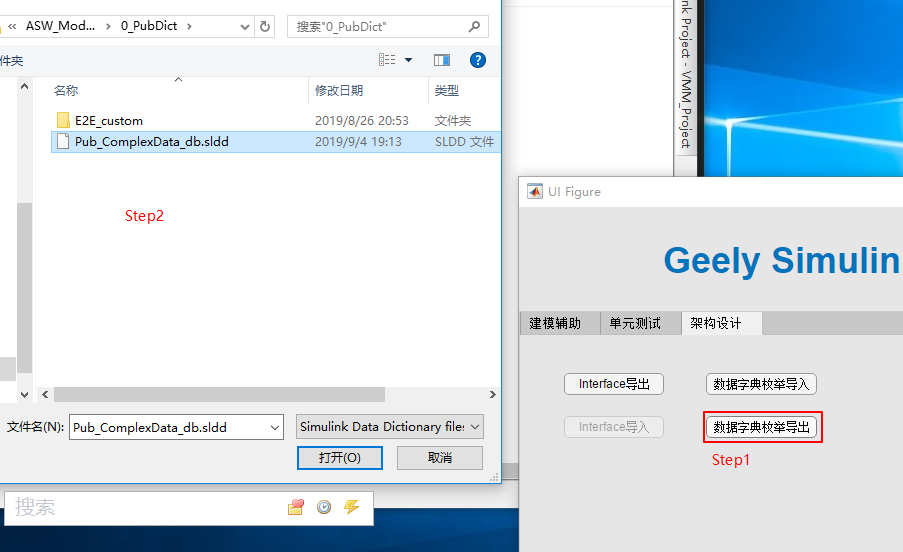 ASW_Mod... › 0_PubDict
搜索"0_PubDict"
件夹
名称 修改日期 类型
E2E_custom 2019/8/26 20:53 文件夹
Pub_ComplexData_db.sldd 2019/9/4 19:13 SLDD 文件
Step2
文件名(N): Pub_ComplexData_db.sldd Simulink Data Dictionary files
打开(O) 取消
搜索
nk Project - VMM_Project
UI Figure
Geely Simulin
建模辅助 单元测试 架构设计
Interface导出 数据字典枚举导入
Interface导入 数据字典枚举导出
Step1